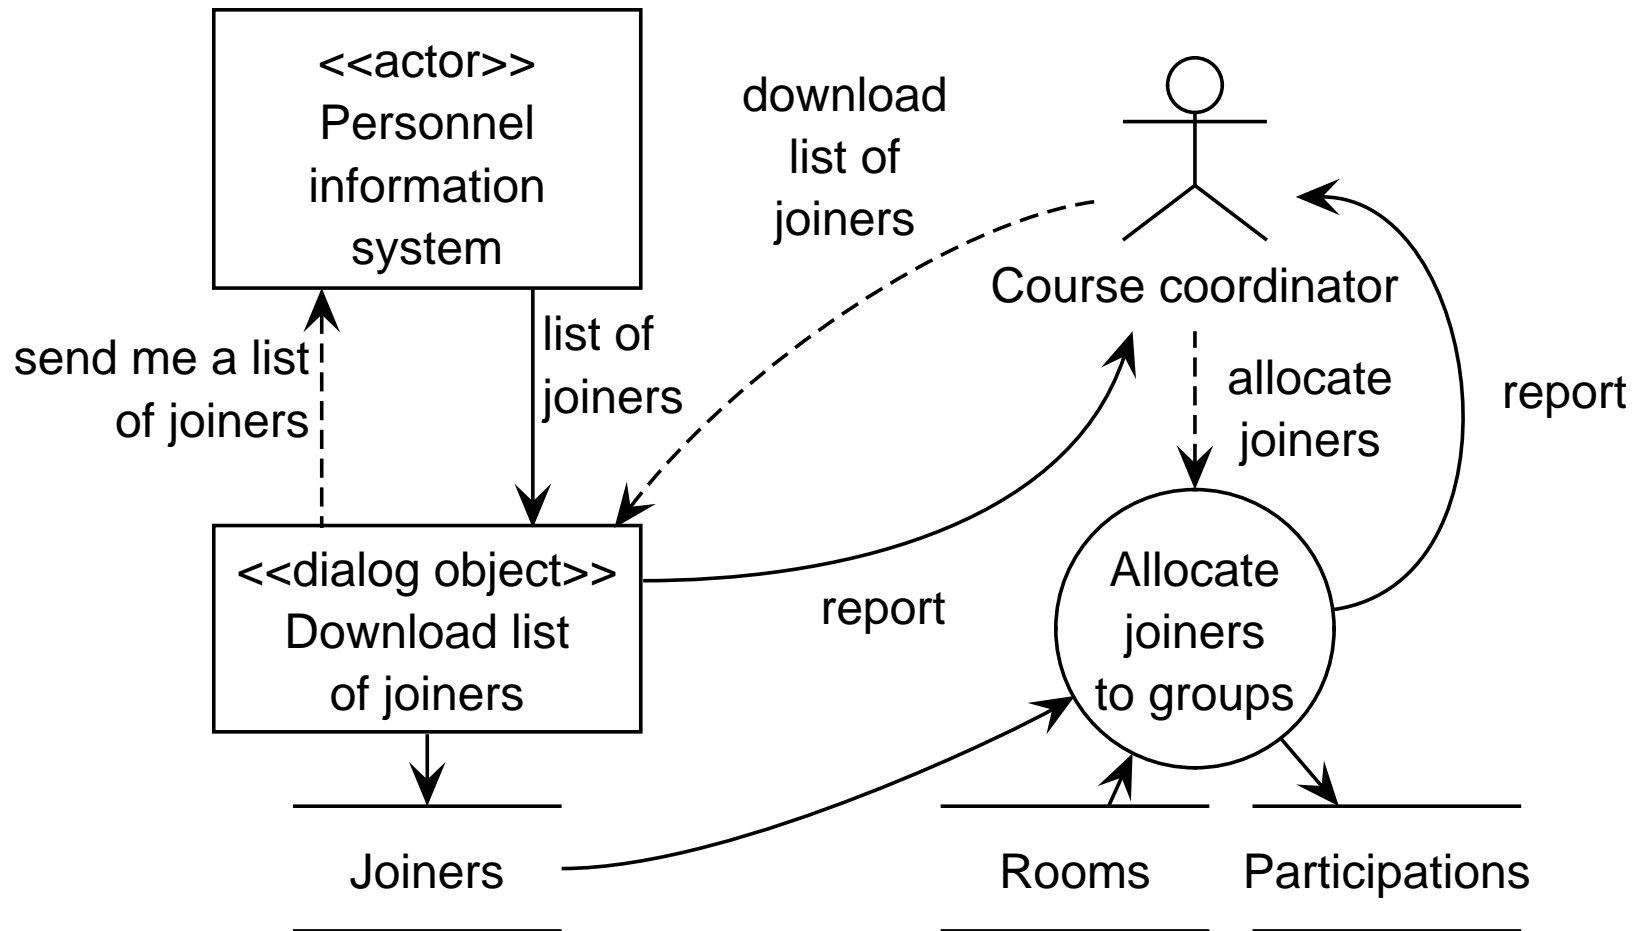 <<actor>>
Personnel
information
system
download
list of
joiners
Course coordinator
send me a list
of joiners
list of
joiners
allocate
joiners
report
<<dialog object>>
Download list
of joiners
report
Allocate
joiners
to groups
Joiners
Rooms
Participations